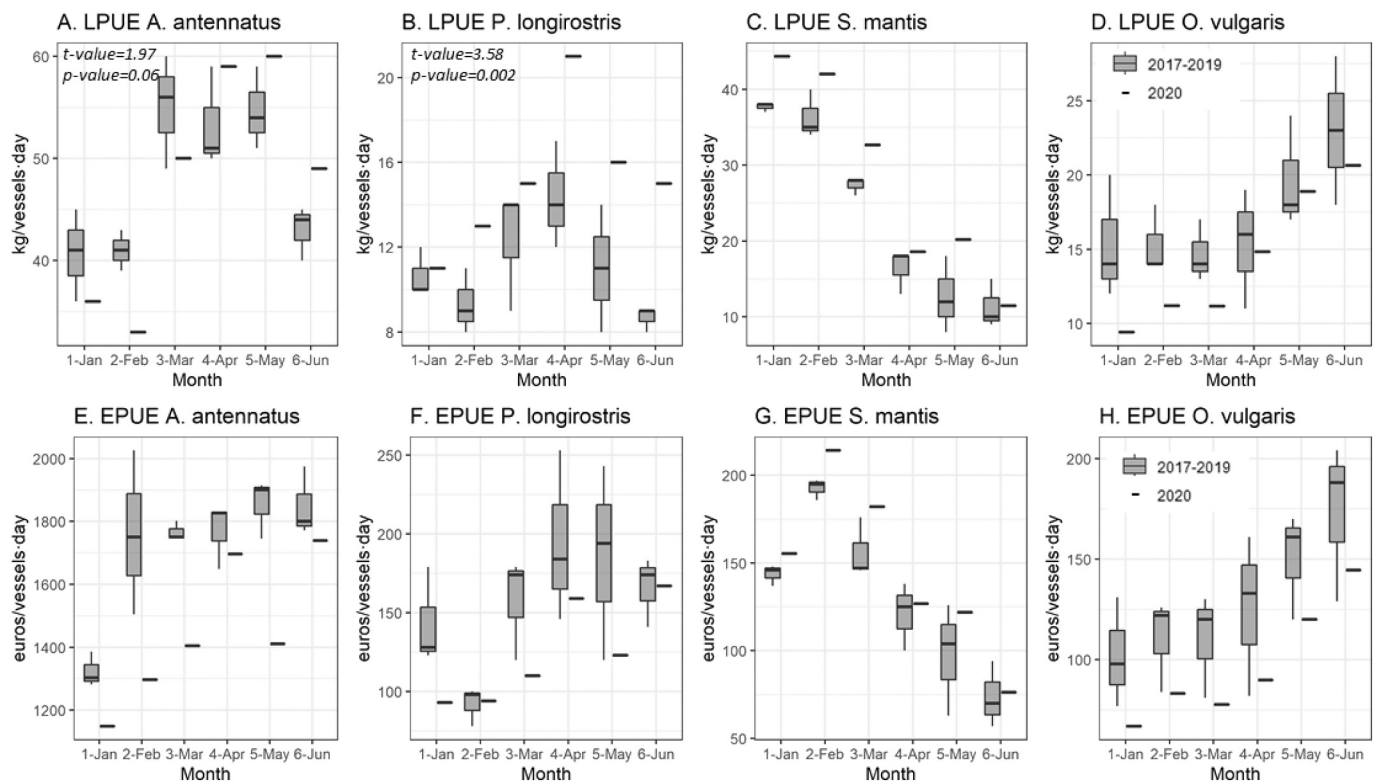 A. LPUE A. antennatus
t-value=1.97
p-value=0.06
60
50
40
kg/vessels·day
1-Jan 2-Feb 3-Mar 4-Apr 5-May 6-Jun
Month
B. LPUE P. longirostris
t-value=3.58
p-value=0.002
20
16
12
8
kg/vessels·day
1-Jan 2-Feb 3-Mar 4-Apr 5-May 6-Jun
Month
C. LPUE S. mantis
40
30
20
10
kg/vessels·day
1-Jan 2-Feb 3-Mar 4-Apr 5-May 6-Jun
Month
D. LPUE O. vulgaris
2017-2019
2020
25
20
15
10
kg/vessels·day
1-Jan 2-Feb 3-Mar 4-Apr 5-May 6-Jun
Month
E. EPUE A. antennatus
2000
1800
1600
1400
1200
euros/vessels·day
1-Jan 2-Feb 3-Mar 4-Apr 5-May 6-Jun
Month
F. EPUE P. longirostris
250
200
150
100
euros/vessels·day
1-Jan 2-Feb 3-Mar 4-Apr 5-May 6-Jun
Month
G. EPUE S. mantis
200
150
100
50
euros/vessels·day
1-Jan 2-Feb 3-Mar 4-Apr 5-May 6-Jun
Month
H. EPUE O. vulgaris
2017-2019
2020
200
150
100
euros/vessels·day
1-Jan 2-Feb 3-Mar 4-Apr 5-May 6-Jun
Month